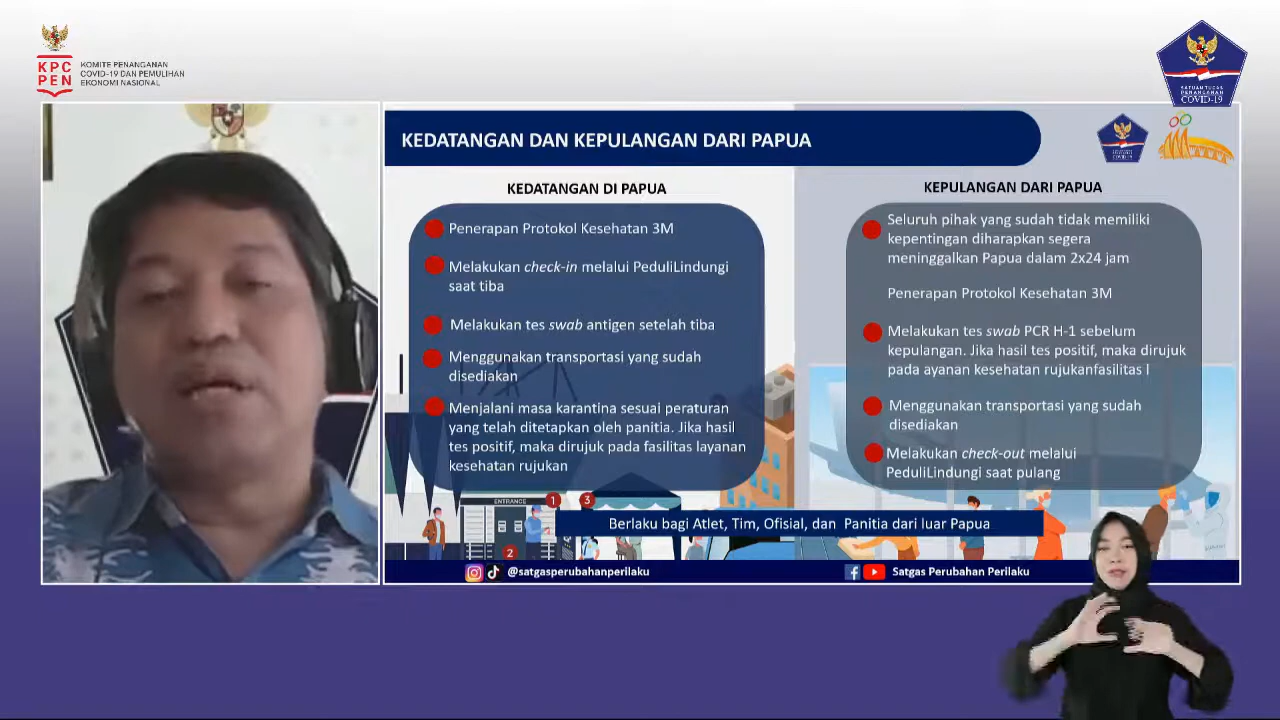 KPC
PEN
KOMITE PENANGANAN
COVID-19 DAN PEMULIHAN
EKONOMI NASIONAL
SATUAN TUGAS
PENANGANAN
COVID-19
KEDATANGAN DAN KEPULANGAN DARI PAPUA
KEDATANGAN DI PAPUA
Penerapan Protokol Kesehatan 3M
Melakukan check-in melalui PeduliLindungi
saat tiba
Melakukan tes swab antigen setelah tiba
Menggunakan transportasi yang sudah
disediakan
Menjalani masa karantina sesuai peraturan
yang telah ditetapkan oleh panitia. Jika hasil
tes positif, maka dirujuk pada fasilitas layanan
kesehatan rujukan
KEPULANGAN DARI PAPUA
Seluruh pihak yang sudah tidak memiliki
kepentingan diharapkan segera
meninggalkan Papua dalam 2x24 jam
Penerapan Protokol Kesehatan 3M
Melakukan tes swab PCR H-1 sebelum
kepulangan. Jika hasil tes positif, maka dirujuk
pada ayanan kesehatan rujukanfasilitas l
Menggunakan transportasi yang sudah
disediakan
Melakukan check-out melalui
PeduliLindungi saat pulang
ENTRANCE
1
3
2
Berlaku bagi Atlet, Tim, Ofisial, dan Panitia dari luar Papua
@satgasperubahanperilaku
Satgas Perubahan Perilaku